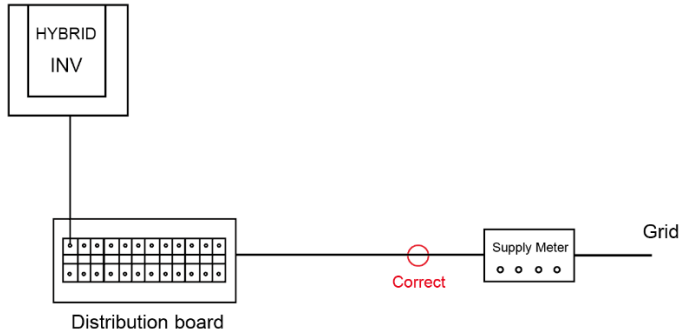 HYBRID
INV
Grid
Supply Meter
Correct
Distribution board